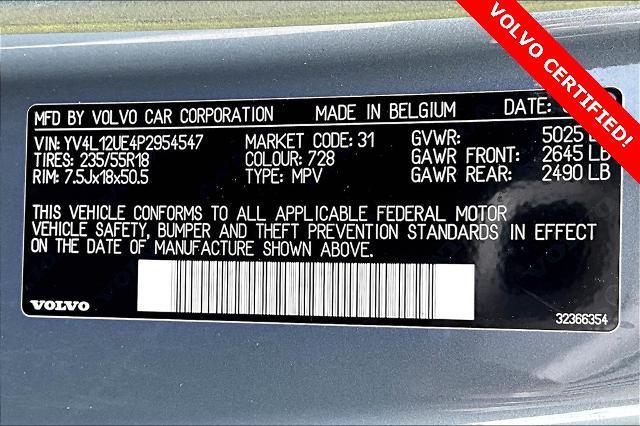 VOLVO CERTIFIED!
MFD BY VOLVO CAR CORPORATION MADE IN BELGIUM DATE:
VIN: YV4L12UE4P2954547 MARKET CODE: 31 GVWR: 5025
TIRES: 235/55R18 COLOUR: 728 GAWR FRONT: 2645 LB
RIM: 7.5Jx18x50.5 TYPE: MPV GAWR REAR: 2490 LB
THIS VEHICLE CONFORMS TO ALL APPLICABLE FEDERAL MOTOR
VEHICLE SAFETY, BUMPER AND THEFT PREVENTION STANDARDS IN EFFECT
ON THE DATE OF MANUFACTURE SHOWN ABOVE.
VOLVO
32366354